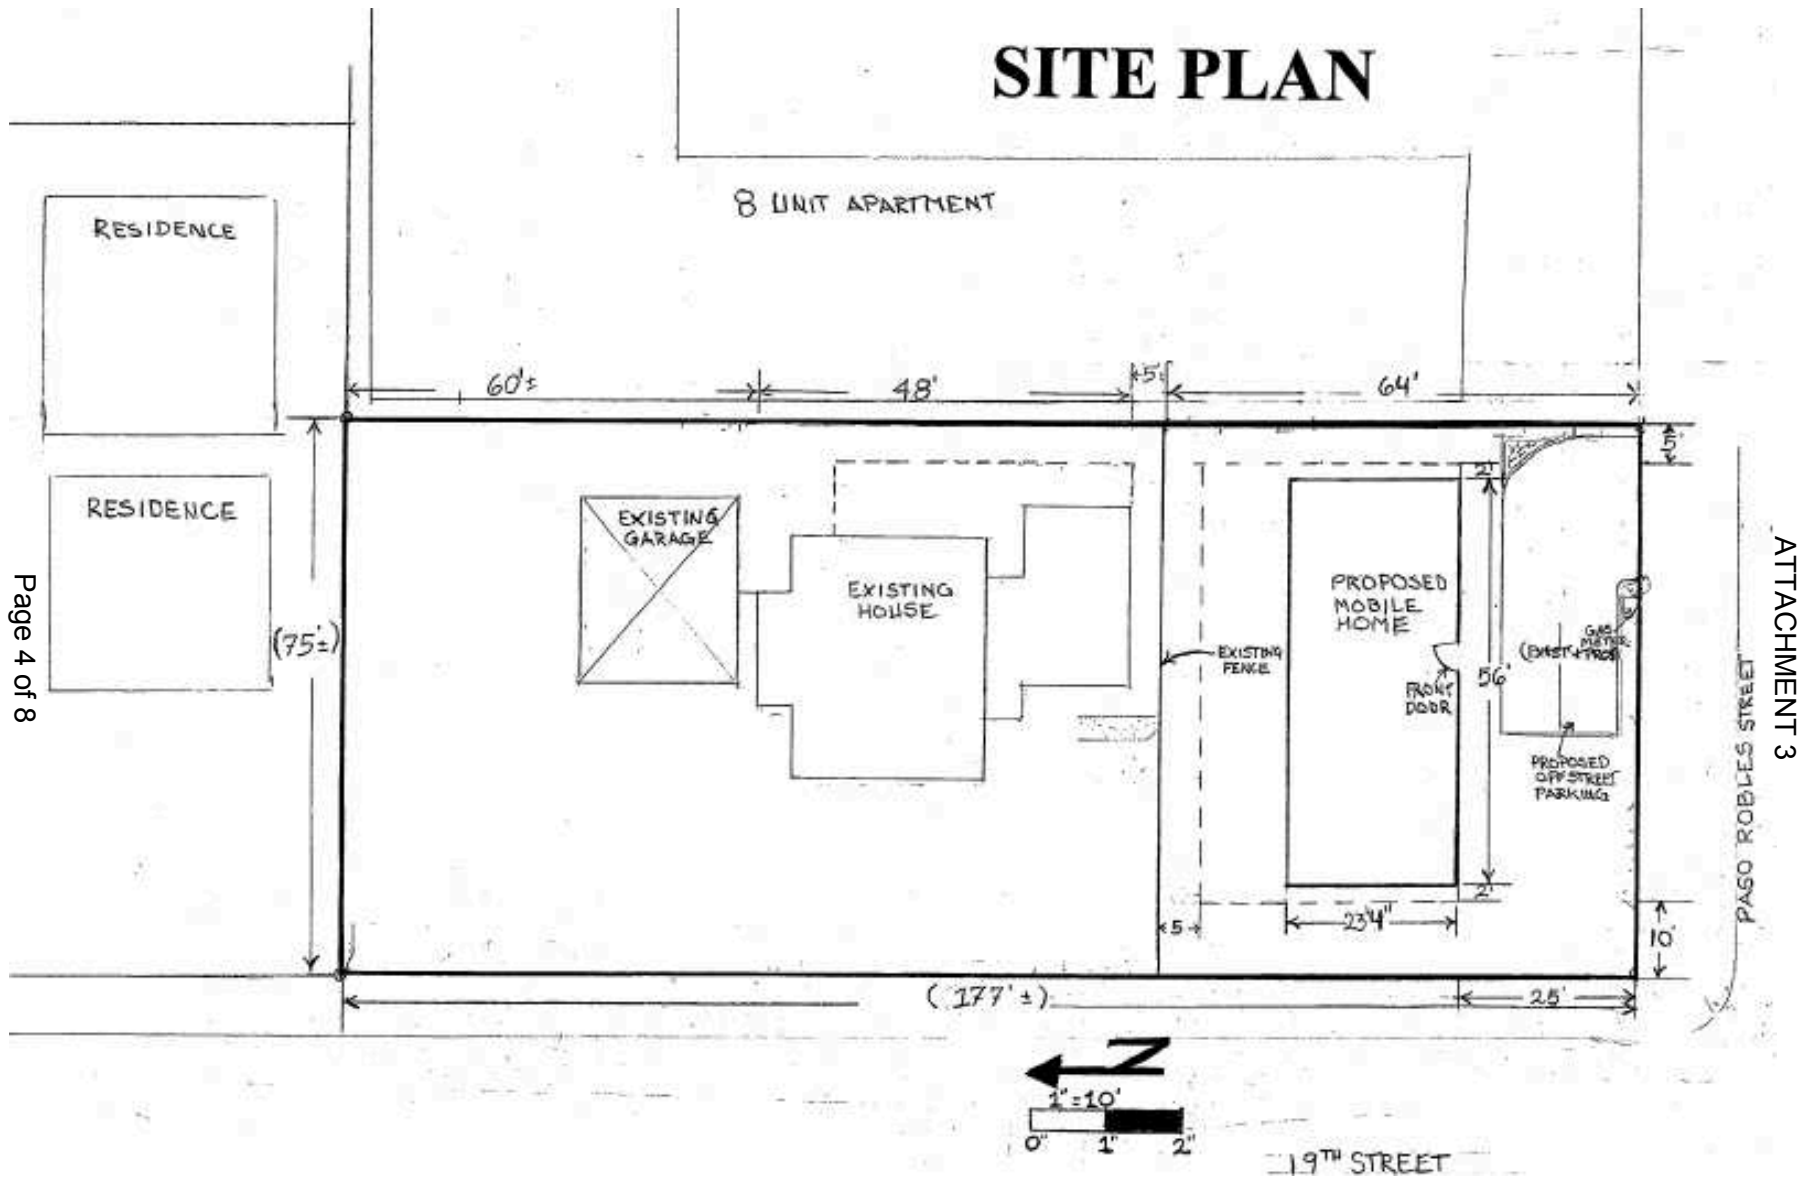 SITE PLAN
8 UNIT APARTMENT
RESIDENCE
60'±
48'
5'
64'
5'
RESIDENCE
EXISTING
GARAGE
EXISTING
HOUSE
2'
PROPOSED
MOBILE
HOME
EXISTING
FENCE
FRONT
DOOR
56'
GAS
METER
(EXIST + PROP)
PROPOSED
OFF STREET
PARKING
(75'±)
2'
23'4"
5
10'
(177'±)
25'
N
1"=10'
0" 1" 2"
19TH STREET
PASO ROBLES STREET
ATTACHMENT 3
Page 4 of 8